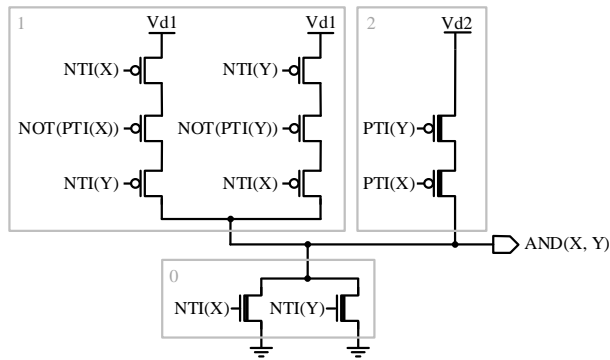 1
Vd1
Vd1
2
Vd2
NTI(X)
NTI(Y)
NOT(PTI(X))
NOT(PTI(Y))
PTI(Y)
NTI(Y)
NTI(X)
PTI(X)
AND(X, Y)
0
NTI(X)
NTI(Y)